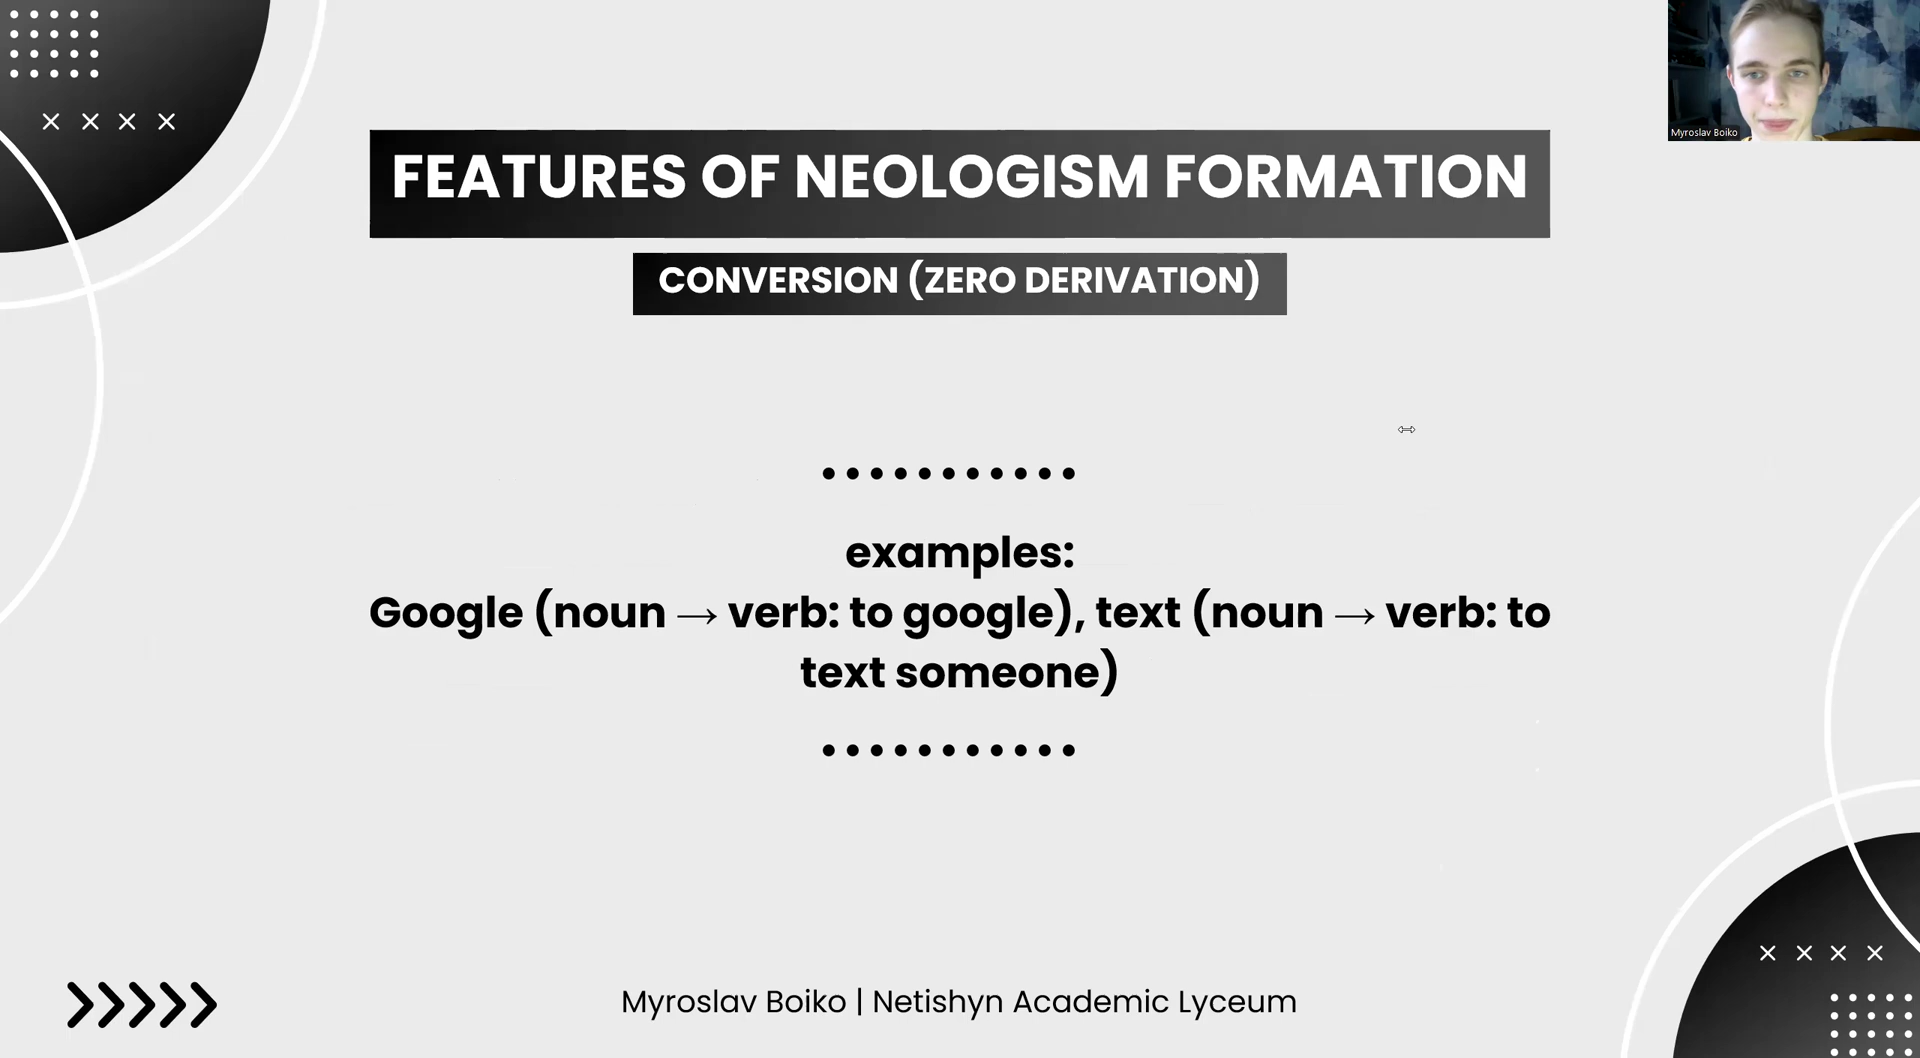 Myroslav Boiko
FEATURES OF NEOLOGISM FORMATION
CONVERSION (ZERO DERIVATION)
examples:
Google (noun → verb: to google), text (noun → verb: to
text someone)
Myroslav Boiko | Netishyn Academic Lyceum